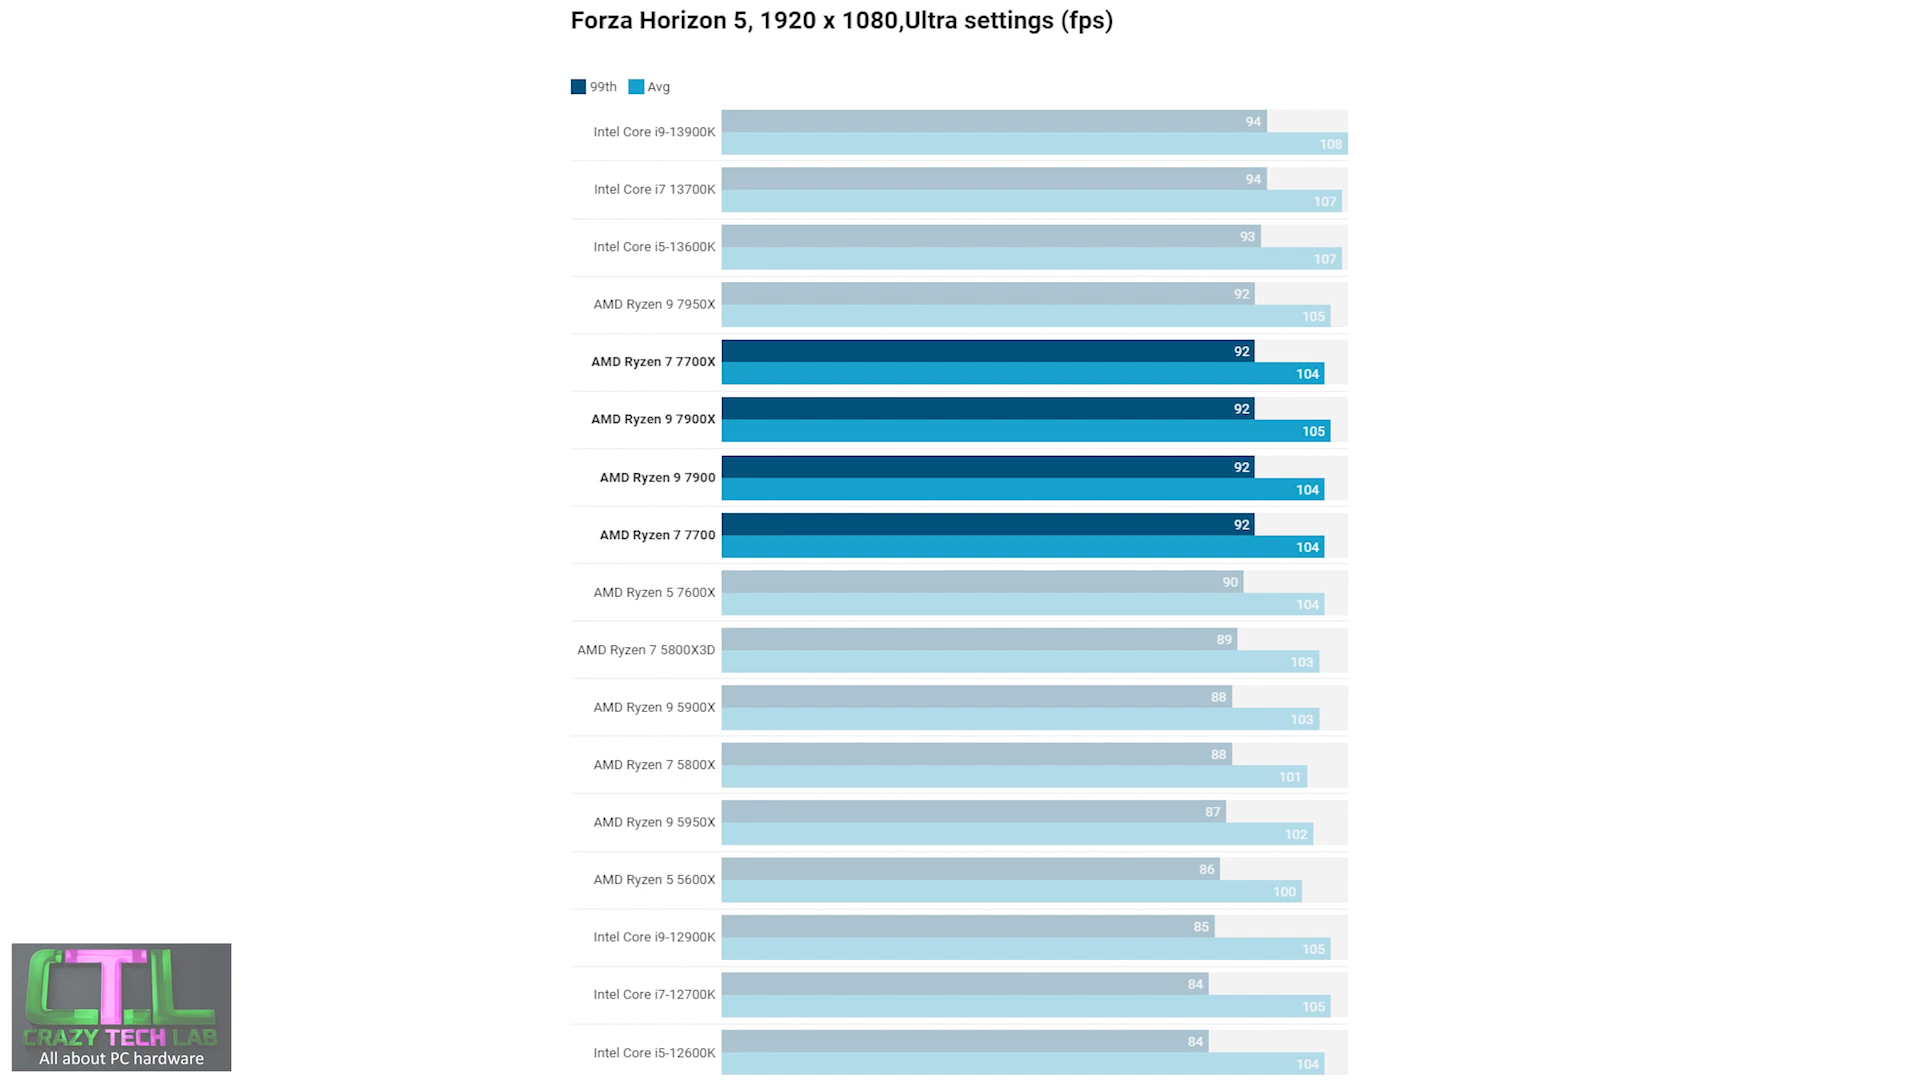 Forza Horizon 5, 1920 x 1080,Ultra settings (fps)
99th Avg
Intel Core i9-13900K 94
108
Intel Core i7 13700K 94
107
Intel Core i5-13600K 93
107
AMD Ryzen 9 7950X 92
105
AMD Ryzen 7 7700X 92
104
AMD Ryzen 9 7900X 92
105
AMD Ryzen 9 7900 92
104
AMD Ryzen 7 7700 92
104
AMD Ryzen 5 7600X 90
104
AMD Ryzen 7 5800X3D 89
103
AMD Ryzen 9 5900X 88
103
AMD Ryzen 7 5800X 88
101
AMD Ryzen 9 5950X 87
102
AMD Ryzen 5 5600X 86
100
Intel Core i9-12900K 85
105
Intel Core i7-12700K 84
105
Intel Core i5-12600K 84
104
CTL
CRAZY TECH LAB
All about PC hardware